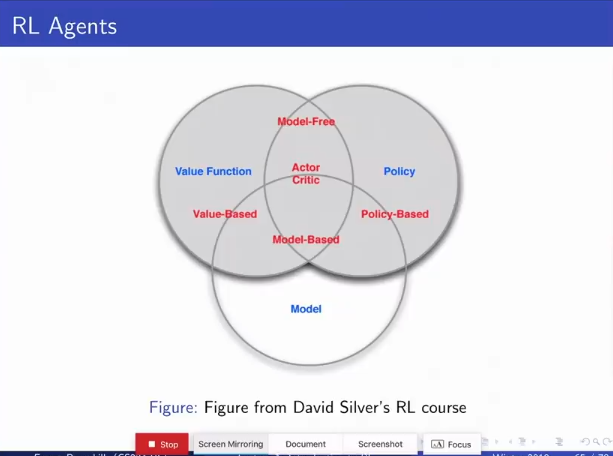 RL Agents
Model-Free
Value Function
Actor
Critic
Policy
Value-Based
Policy-Based
Model-Based
Model
Figure: Figure from David Silver's RL course
Stop
Screen Mirroring
Document
Screenshot
Focus